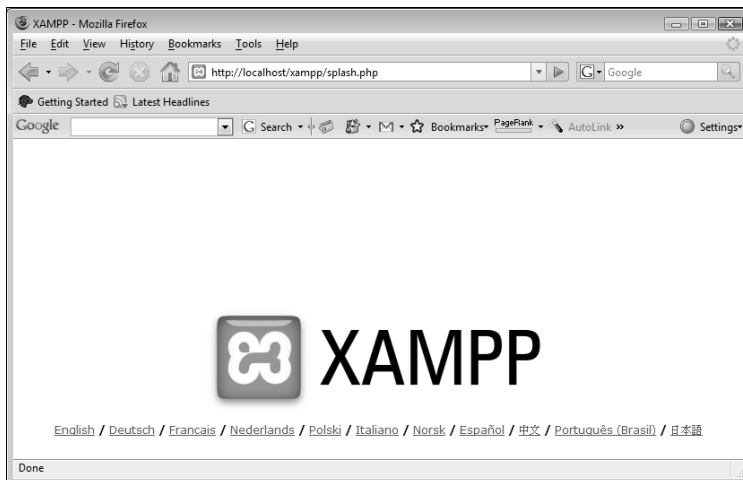 XAMPP - Mozilla Firefox
File Edit View History Bookmarks Tools Help
http://localhost/xampp/splash.php G Google
Getting Started Latest Headlines
Google G Search Bookmarks PageRank AutoLink » Settings
XAMPP
English / Deutsch / Francais / Nederlands / Polski / Italiano / Norsk / Español / 中文 / Português (Brasil) / 日本語
Done